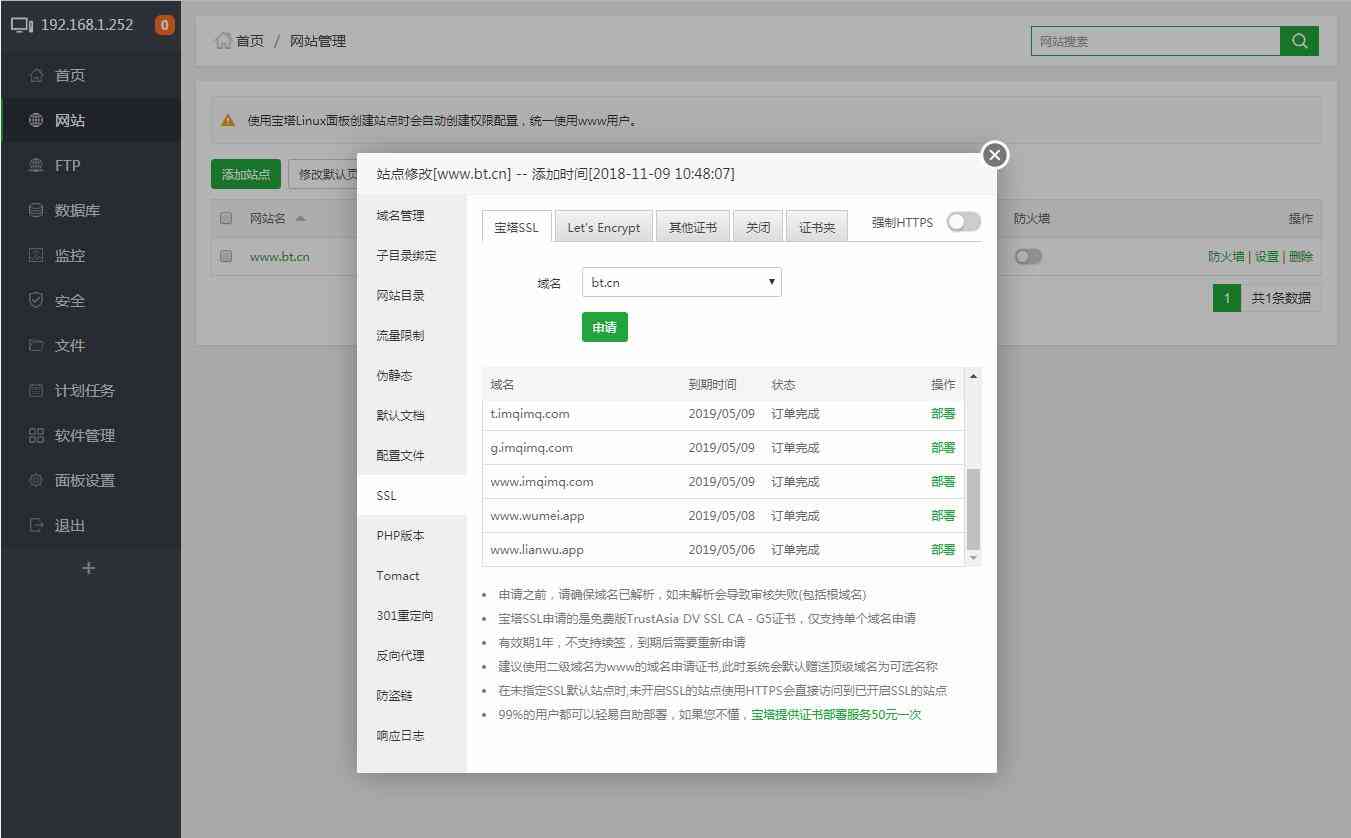 192.168.1.252 0
首页
网站
FTP
数据库
监控
安全
文件
计划任务
软件管理
面板设置
退出
首页 / 网站管理
网站搜索
使用宝塔Linux面板创建站点时会自动创建权限配置，统一使用www用户。
添加站点 修改默认页
网站名 防火墙 操作
www.bt.cn 防火墙 | 设置 | 删除
1 共1条数据
站点修改[www.bt.cn] -- 添加时间[2018-11-09 10:48:07]
域名管理
子目录绑定
网站目录
流量限制
伪静态
默认文档
配置文件
SSL
PHP版本
Tomact
301重定向
反向代理
防盗链
响应日志
宝塔SSL Let's Encrypt 其他证书 关闭 证书夹 强制HTTPS
域名 bt.cn
申请
域名 到期时间 状态 操作
t.imqimq.com 2019/05/09 订单完成 部署
g.imqimq.com 2019/05/09 订单完成 部署
www.imqimq.com 2019/05/09 订单完成 部署
www.wumei.app 2019/05/08 订单完成 部署
www.lianwu.app 2019/05/06 订单完成 部署
申请之前，请确保域名已解析，如未解析会导致审核失败(包括根域名)
宝塔SSL申请的是免费版TrustAsia DV SSL CA - G5证书，仅支持单个域名申请
有效期1年，不支持续签，到期后需要重新申请
建议使用二级域名为www的域名申请证书,此时系统会默认赠送顶级域名为可选名称
在未指定SSL默认站点时,未开启SSL的站点使用HTTPS会直接访问到已开启SSL的站点
99%的用户都可以轻易自助部署，如果您不懂，宝塔提供证书部署服务50元一次